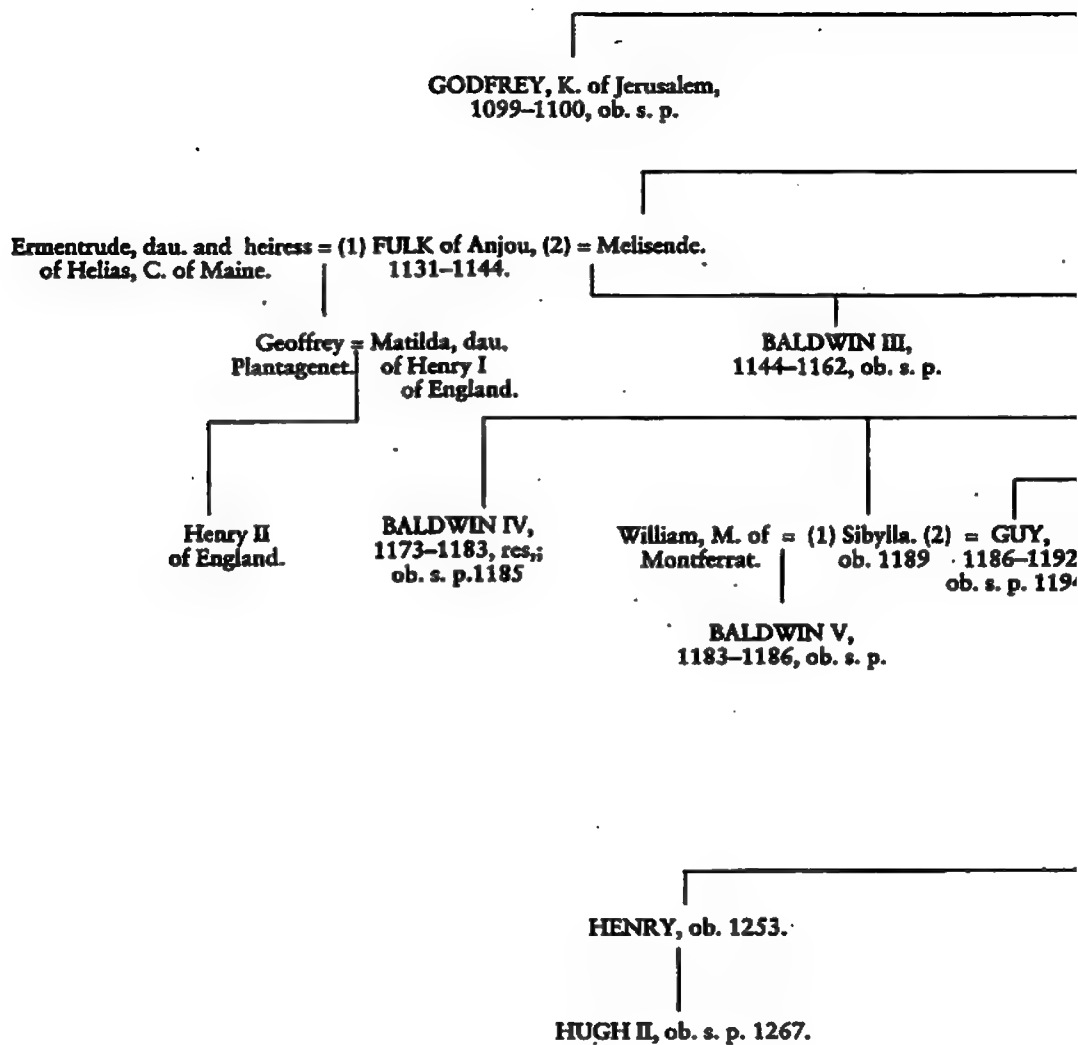 GODFREY, K. of Jerusalem,
1099–1100, ob. s. p.
Ermentrude, dau. and heiress = (1) FULK of Anjou, (2) = Melisende.
of Helias, C. of Maine. 1131–1144.
Geoffrey = Matilda, dau.
Plantagenet. of Henry I
of England.
BALDWIN III,
1144–1162, ob. s. p.
Henry II
of England.
BALDWIN IV,
1173–1183, res,;
ob. s. p.1185
William, M. of = (1) Sibylla. (2) = GUY,
Montferrat. ob. 1189 1186–1192
ob. s. p. 119
BALDWIN V,
1183–1186, ob. s. p.
HENRY, ob. 1253.
HUGH II, ob. s. p. 1267.